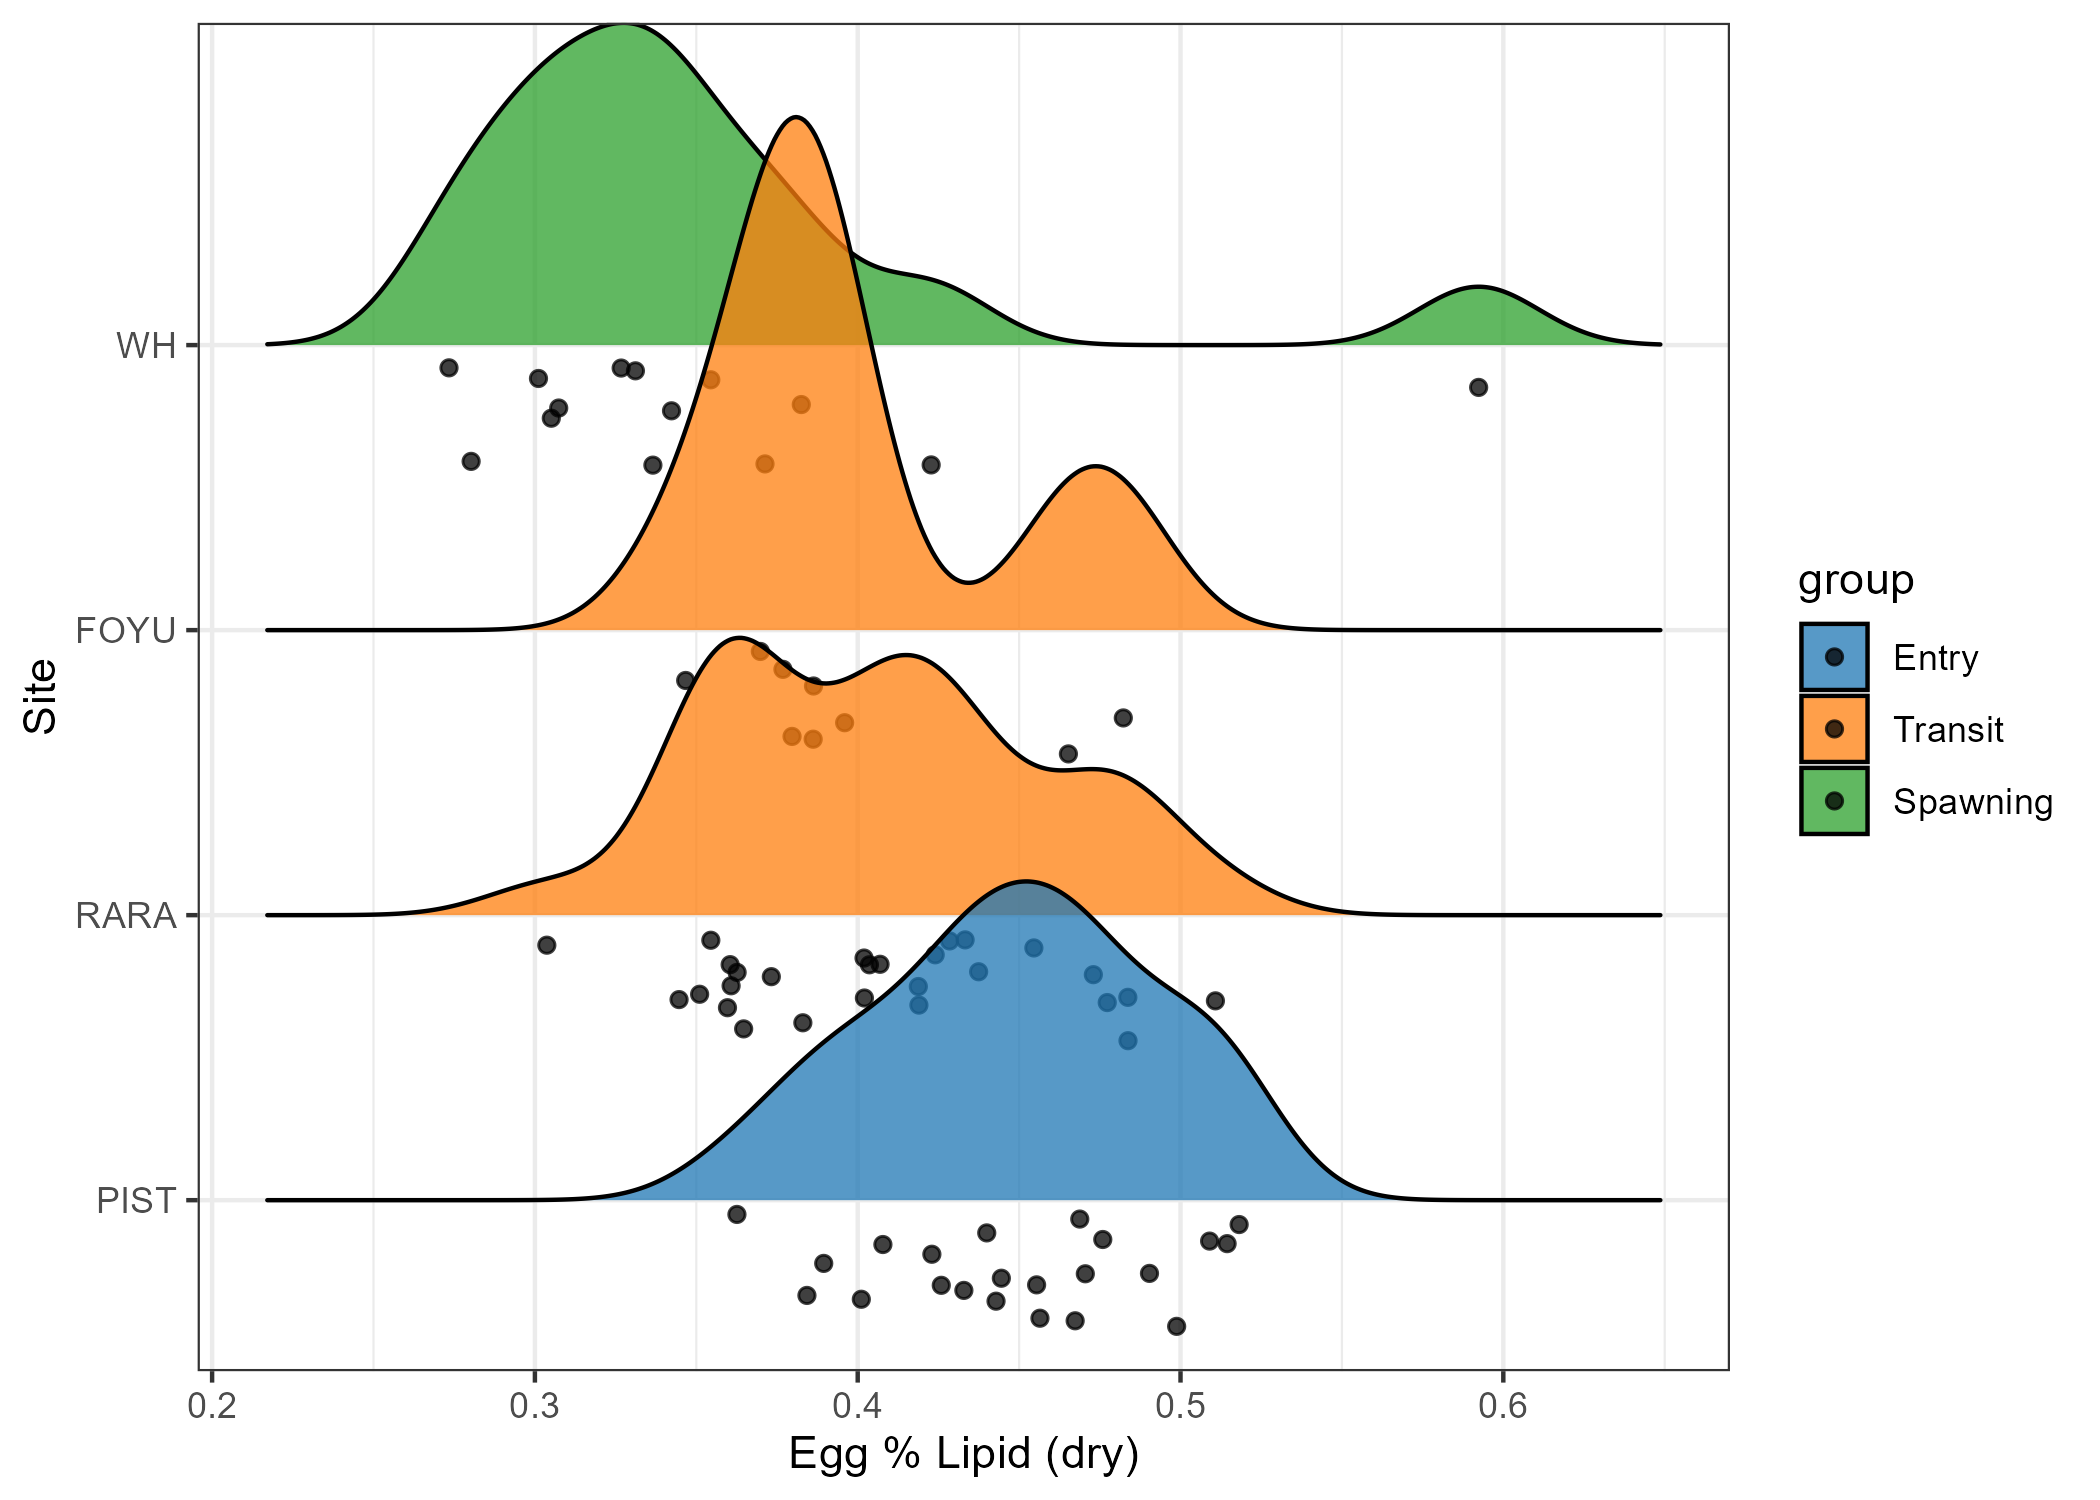 WH
FOYU
RARA
PIST
Site
0.2 0.3 0.4 0.5 0.6
Egg % Lipid (dry)
group
Entry
Transit
Spawning